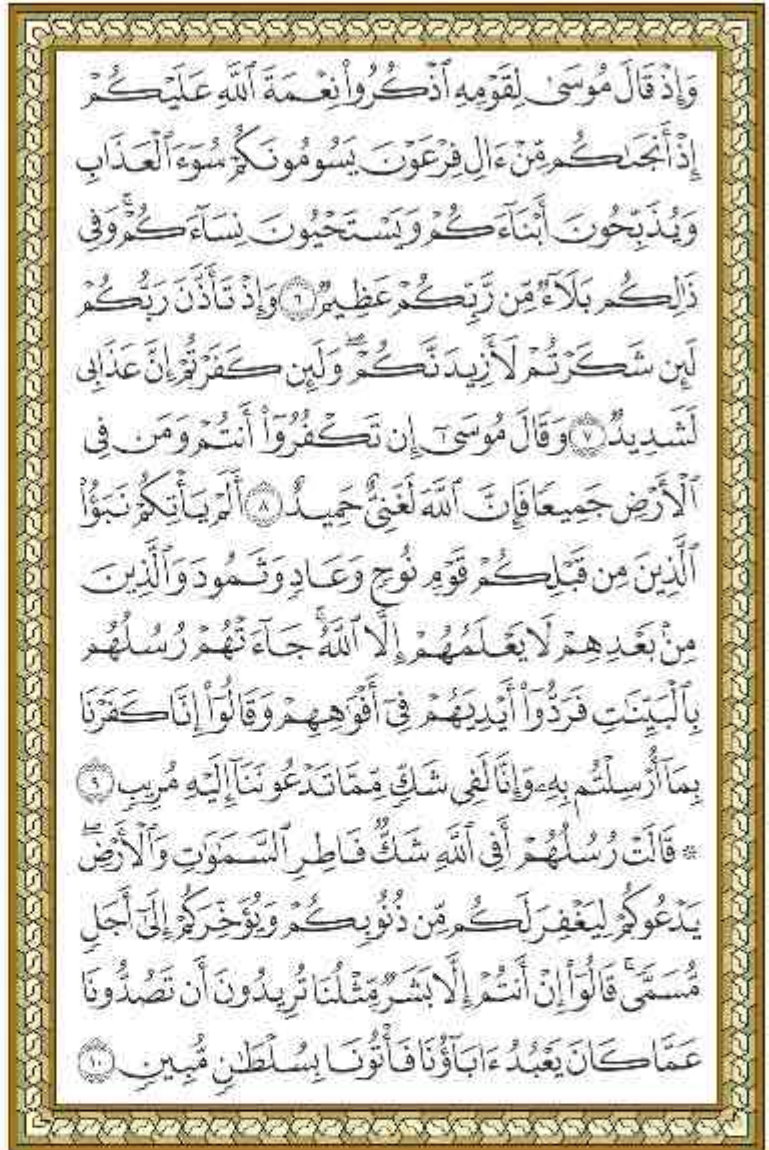 وَإِذْ قَالَ مُوسَىٰ لِقَوْمِهِ ٱذْكُرُوا۟ نِعْمَةَ ٱللَّهِ عَلَيْكُمْ
إِذْ أَنجَىٰكُم مِّنْ ءَالِ فِرْعَوْنَ يَسُومُونَكُمْ سُوٓءَ ٱلْعَذَابِ
وَيُذَبِّحُونَ أَبْنَآءَكُمْ وَيَسْتَحْيُونَ نِسَآءَكُمْ ۚ وَفِى
ذَٰلِكُم بَلَآءٌ مِّن رَّبِّكُمْ عَظِيمٌ ٦ وَإِذْ تَأَذَّنَ رَبُّكُمْ
لَئِن شَكَرْتُمْ لَأَزِيدَنَّكُمْ ۖ وَلَئِن كَفَرْتُمْ إِنَّ عَذَابِى
لَشَدِيدٌ ٧ وَقَالَ مُوسَىٰٓ إِن تَكْفُرُوٓا۟ أَنتُمْ وَمَن فِى
ٱلْأَرْضِ جَمِيعًا فَإِنَّ ٱللَّهَ لَغَنِىٌّ حَمِيدٌ ٨ أَلَمْ يَأْتِكُمْ نَبَؤُا۟
ٱلَّذِينَ مِن قَبْلِكُمْ قَوْمِ نُوحٍ وَعَادٍ وَثَمُودَ وَٱلَّذِينَ
مِنۢ بَعْدِهِمْ لَا يَعْلَمُهُمْ إِلَّا ٱللَّهُ ۚ جَآءَتْهُمْ رُسُلُهُم
بِٱلْبَيِّنَٰتِ فَرَدُّوٓا۟ أَيْدِيَهُمْ فِىٓ أَفْوَٰهِهِمْ وَقَالُوٓا۟ إِنَّا كَفَرْنَا
بِمَآ أُرْسِلْتُم بِهِۦ وَإِنَّا لَفِى شَكٍّ مِّمَّا تَدْعُونَنَآ إِلَيْهِ مُرِيبٍ ٩
۞ قَالَتْ رُسُلُهُمْ أَفِى ٱللَّهِ شَكٌّ فَاطِرِ ٱلسَّمَٰوَٰتِ وَٱلْأَرْضِ ۖ
يَدْعُوكُمْ لِيَغْفِرَ لَكُم مِّن ذُنُوبِكُمْ وَيُؤَخِّرَكُمْ إِلَىٰٓ أَجَلٍ
مُّسَمًّى ۚ قَالُوٓا۟ إِنْ أَنتُمْ إِلَّا بَشَرٌ مِّثْلُنَا تُرِيدُونَ أَن تَصُدُّونَا
عَمَّا كَانَ يَعْبُدُ ءَابَآؤُنَا فَأْتُونَا بِسُلْطَٰنٍ مُّبِينٍ ١٠